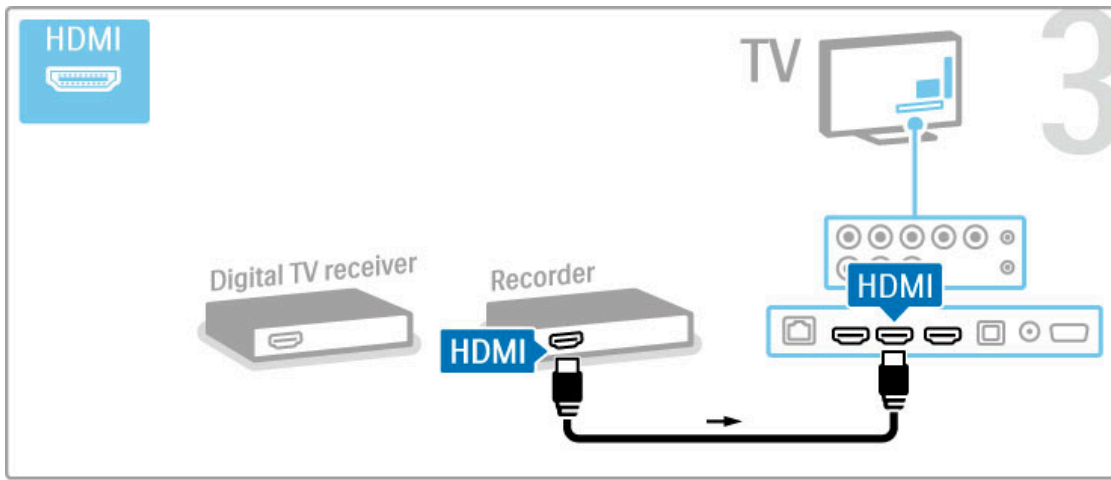 HDMI
TV
3
Digital TV receiver
Recorder
HDMI
HDMI